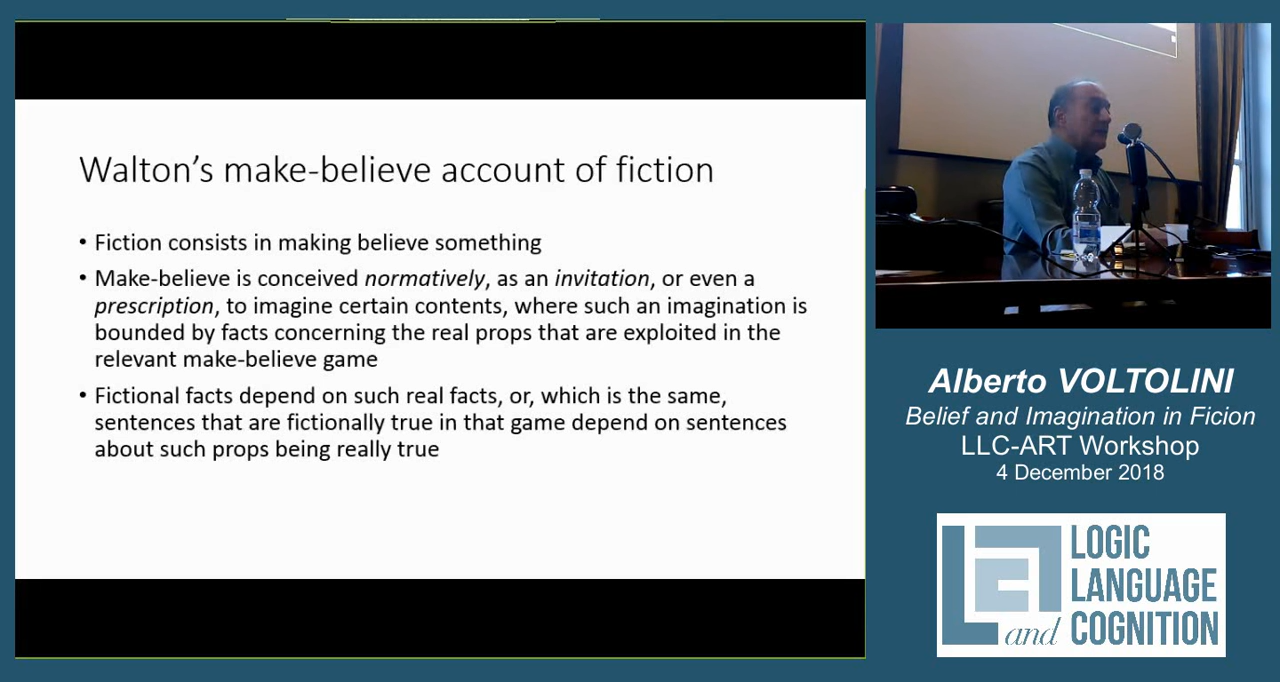 Walton's make-believe account of fiction
• Fiction consists in making believe something
• Make-believe is conceived normatively, as an invitation, or even a
prescription, to imagine certain contents, where such an imagination is
bounded by facts concerning the real props that are exploited in the
relevant make-believe game
• Fictional facts depend on such real facts, or, which is the same,
sentences that are fictionally true in that game depend on sentences
about such props being really true
Alberto VOLTOLINI
Belief and Imagination in Ficion
LLC-ART Workshop
4 December 2018
LOGIC
LANGUAGE
and COGNITION